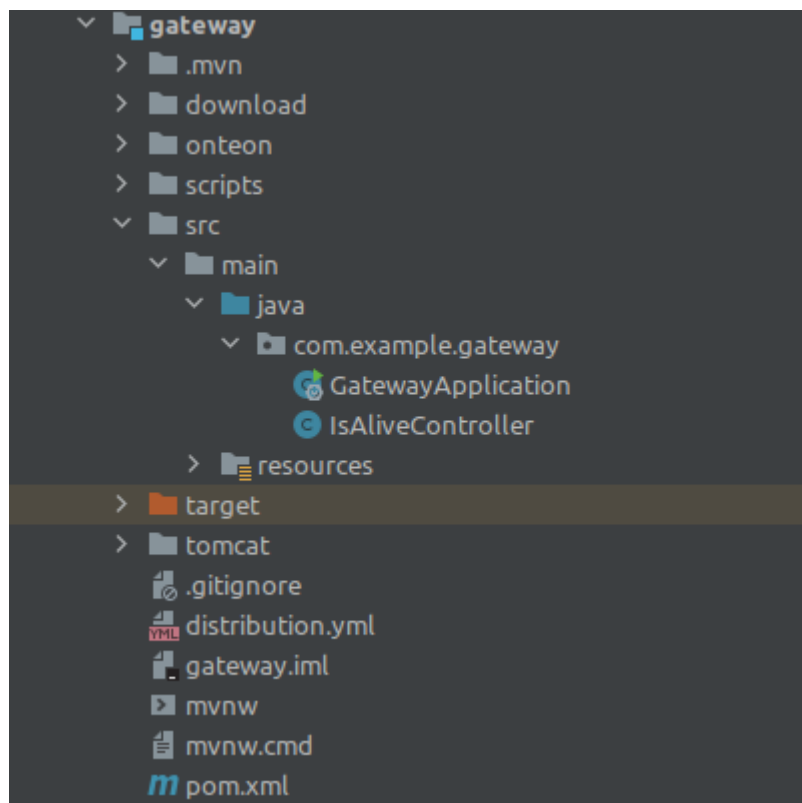 gateway
.mvn
download
onteon
scripts
src
main
java
com.example.gateway
GatewayApplication
C IsAliveController
resources
target
tomcat
.gitignore
YML distribution.yml
gateway.iml
mvnw
mvnw.cmd
m pom.xml